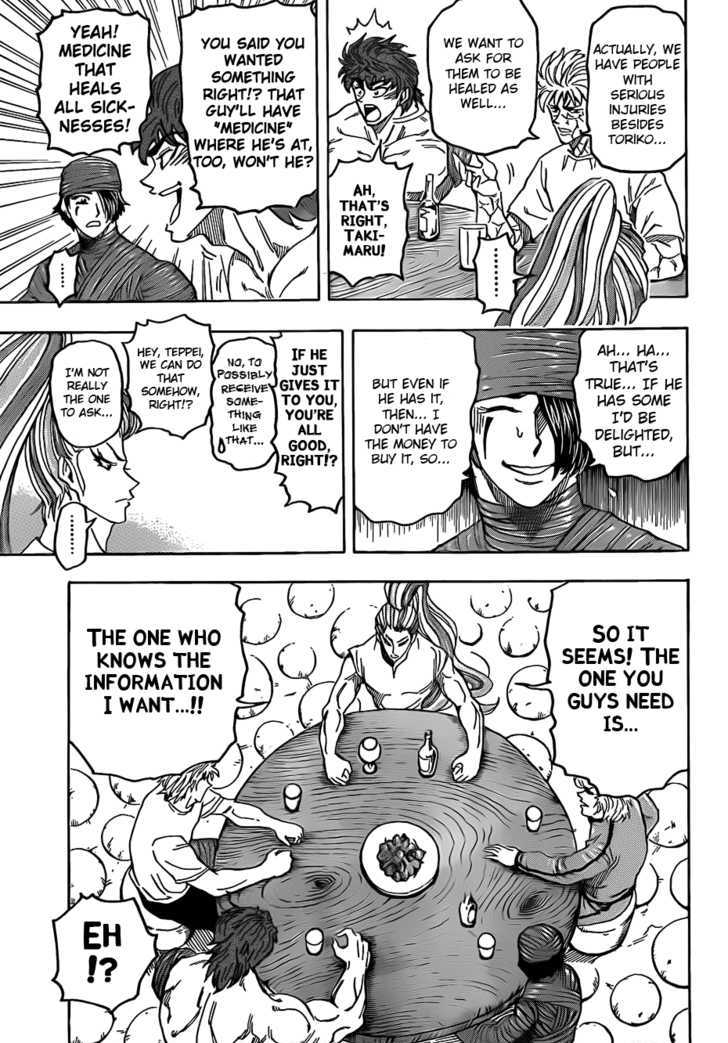 ACTUALLY, WE
HAVE PEOPLE
WITH
SERIOUS
INJURIES
BESIDES
TORIKO...
WE WANT TO
ASK FOR
THEM TO BE
HEALED AS
WELL...
AH,
THAT'S
RIGHT,
TAKI-
MARU!
........
YOU SAID YOU
WANTED
SOMETHING
RIGHT!? THAT
GUY'LL HAVE
"MEDICINE"
WHERE HE'S AT,
TOO, WON'T HE?
YEAH!
MEDICINE
THAT
HEALS
ALL SICK-
NESSES!
........
AH... HA...
THAT'S
TRUE... IF HE
HAS SOME
I'D BE
DELIGHTED,
BUT...
BUT EVEN IF
HE HAS IT,
THEN... I
DON'T HAVE
THE MONEY TO
BUY IT, SO...
IF HE
JUST
GIVES IT
TO YOU,
YOU'RE
ALL
GOOD,
RIGHT!?
NO, TO
POSSIBLY
RECEIVE
SOME-
THING
LIKE
THAT...
HEY, TEPPEI,
WE CAN DO
THAT
SOMEHOW,
RIGHT!?
I'M NOT
REALLY
THE ONE
TO ASK...
........
SO IT
SEEMS! THE
ONE YOU
GUYS NEED
IS...
THE ONE WHO
KNOWS THE
INFORMATION
I WANT...!!
EH
!?